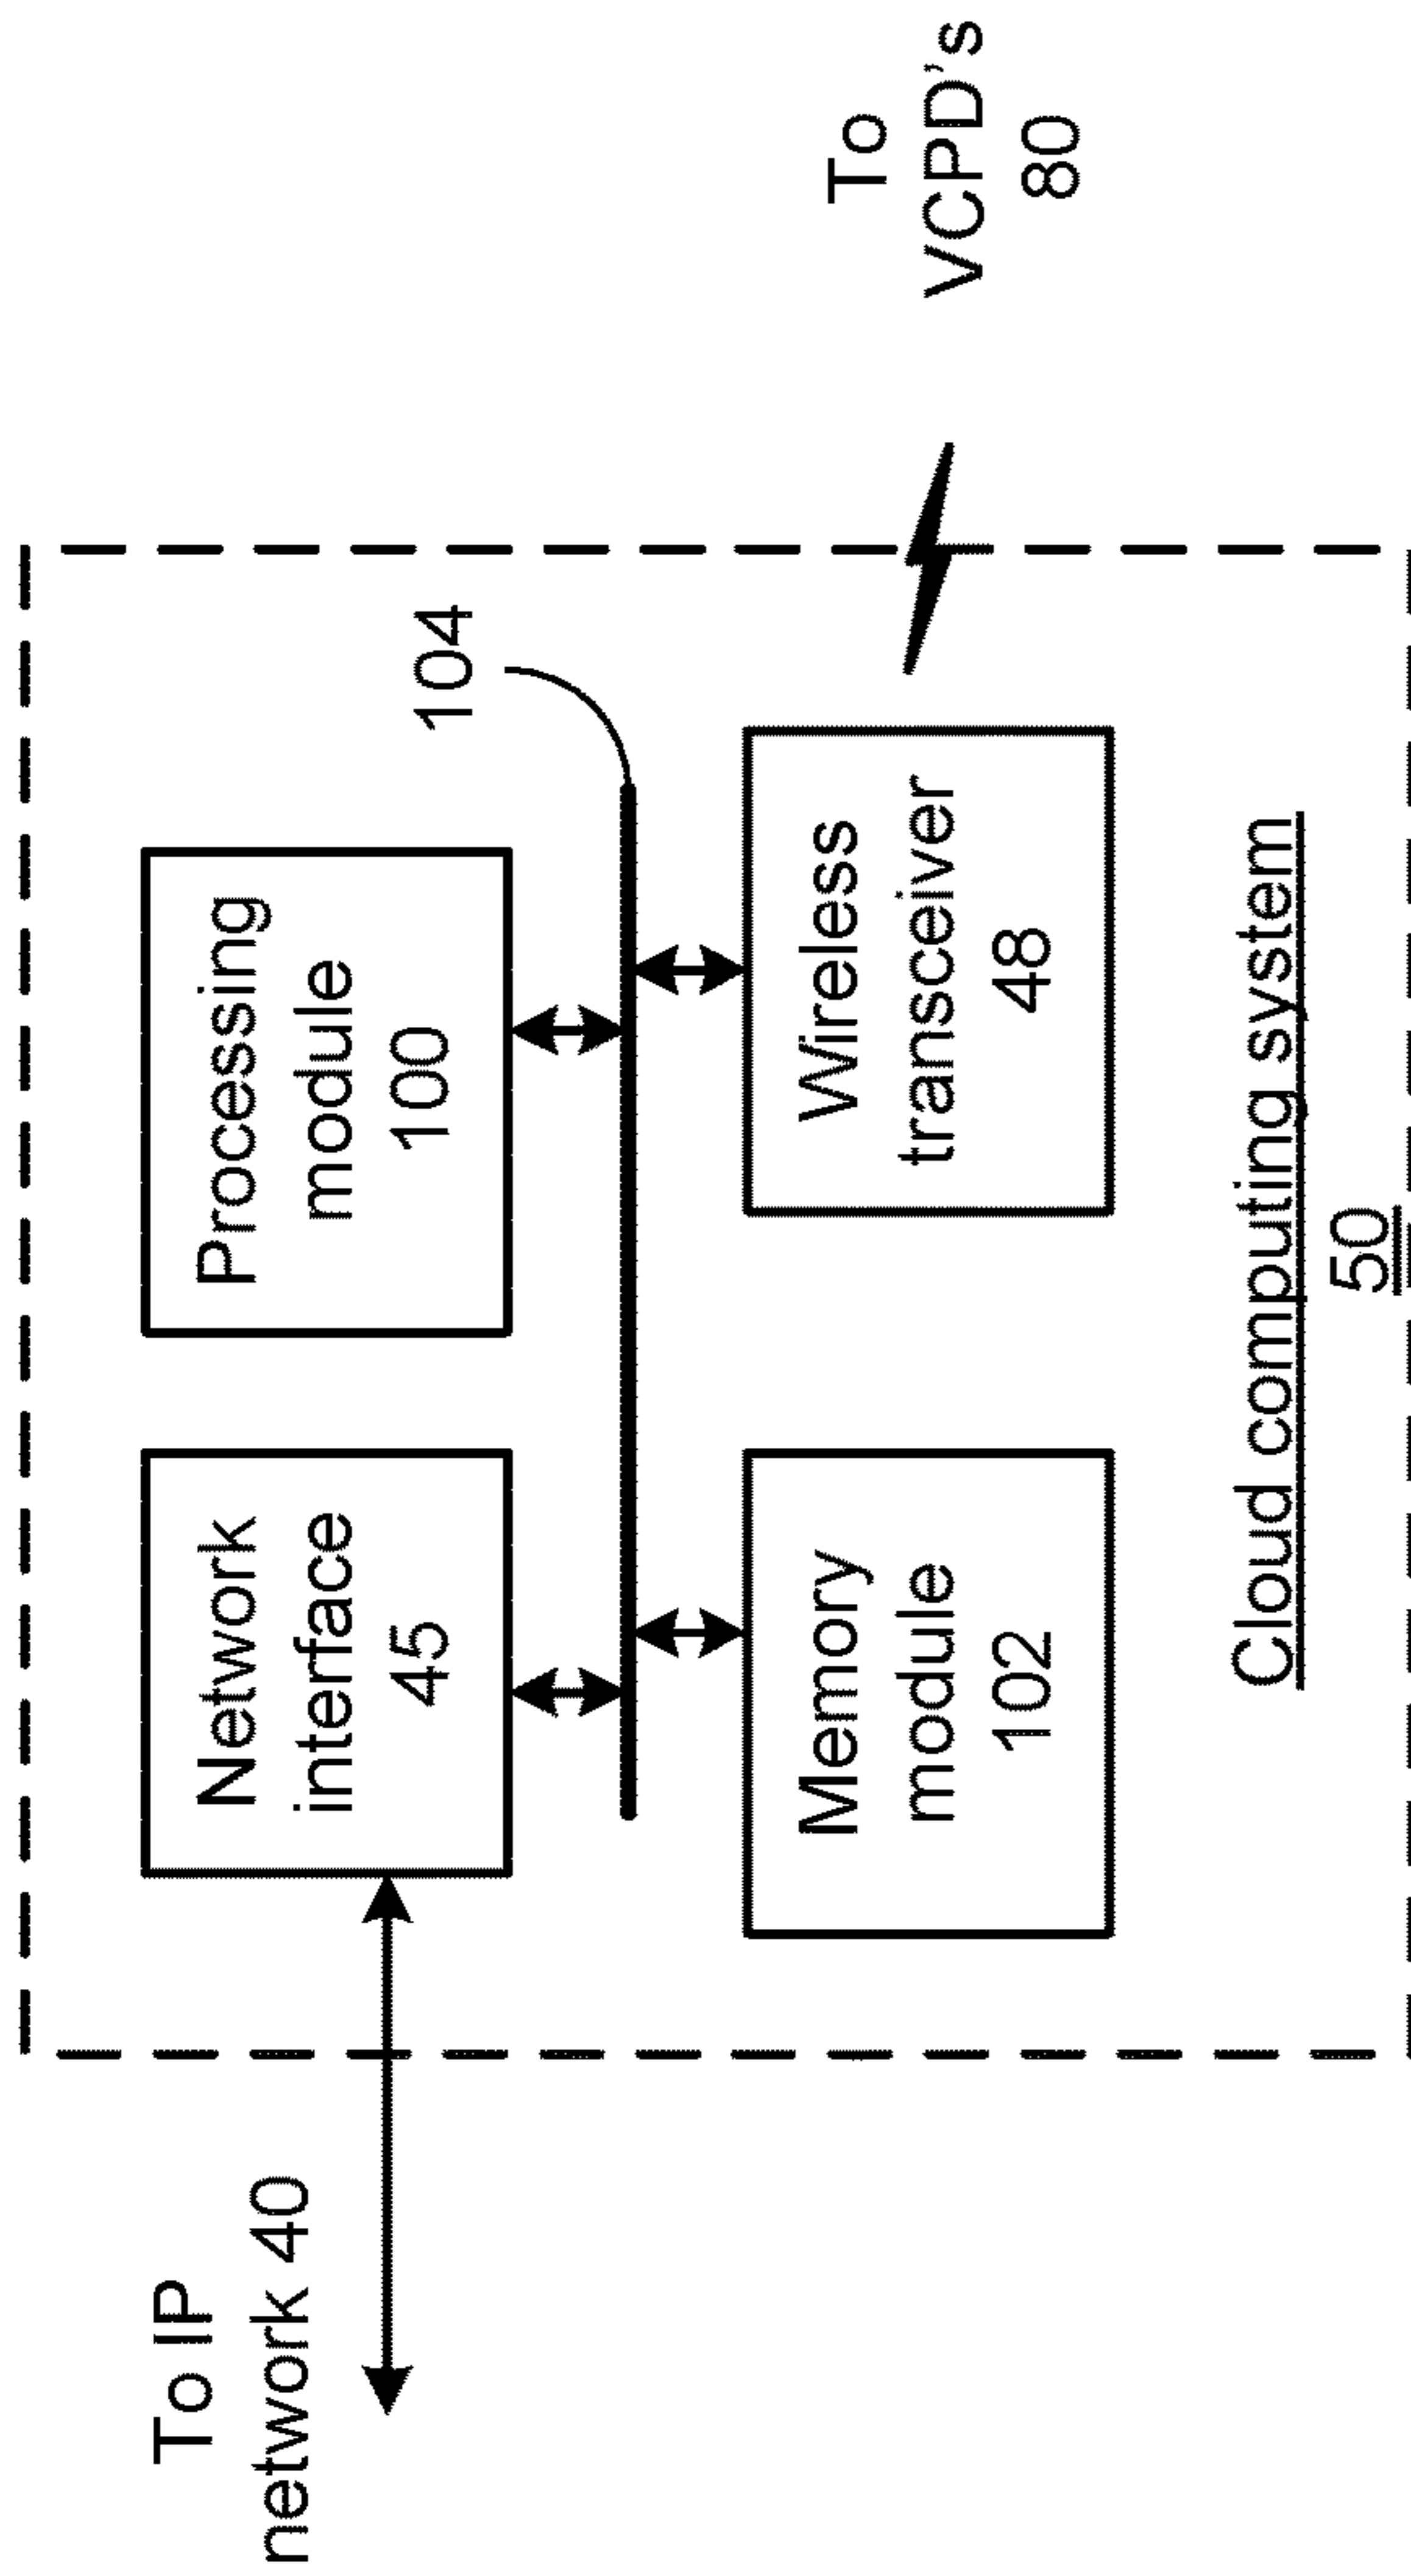 To IP
network 40
Network
interface
45
Processing
module
100
104
Memory
module
102
Wireless
transceiver
48
To
VCPD's
80
Cloud computing system
50